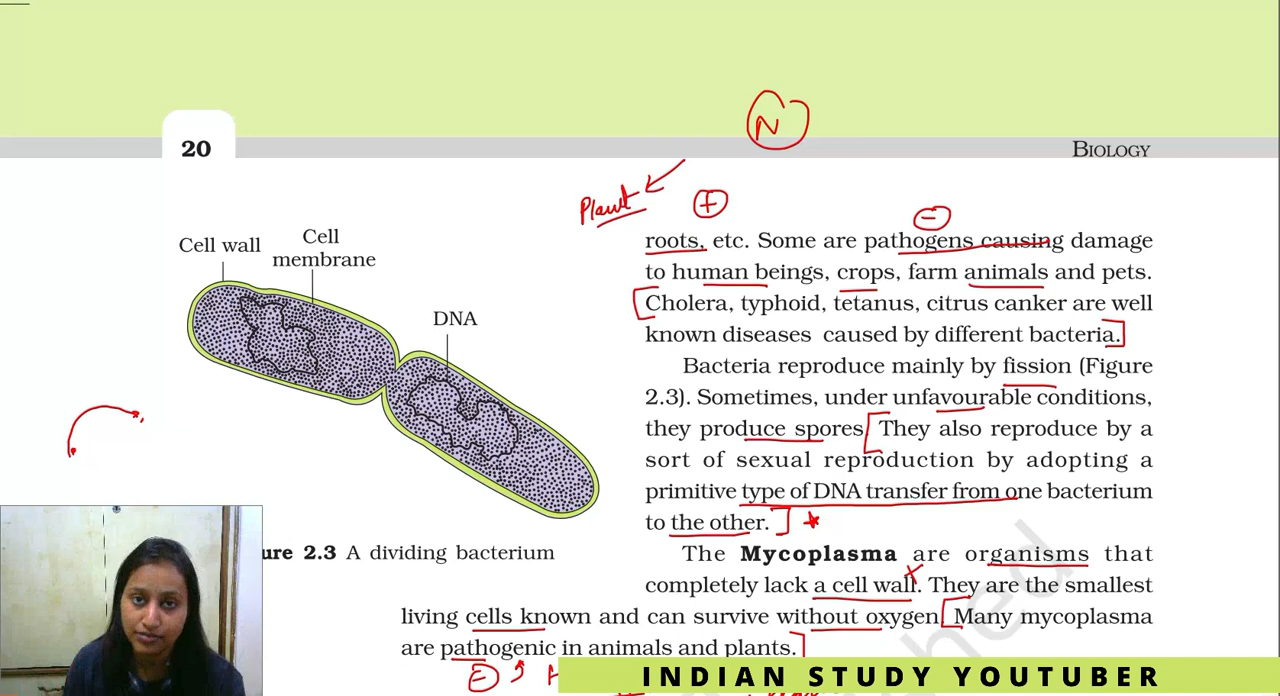 N
20
BIOLOGY
Plant
+
-
Cell wall
Cell
membrane
DNA
roots, etc. Some are pathogens causing damage
to human beings, crops, farm animals and pets.
Cholera, typhoid, tetanus, citrus canker are well
known diseases caused by different bacteria.
Bacteria reproduce mainly by fission (Figure
2.3). Sometimes, under unfavourable conditions,
they produce spores They also reproduce by a
sort of sexual reproduction by adopting a
primitive type of DNA transfer from one bacterium
to the other.
ure 2.3 A dividing bacterium
The Mycoplasma are organisms that
completely lack a cell wall. They are the smallest
living cells known and can survive without oxygen Many mycoplasma
are pathogenic in animals and plants.
INDIAN STUDY YOUTUBER